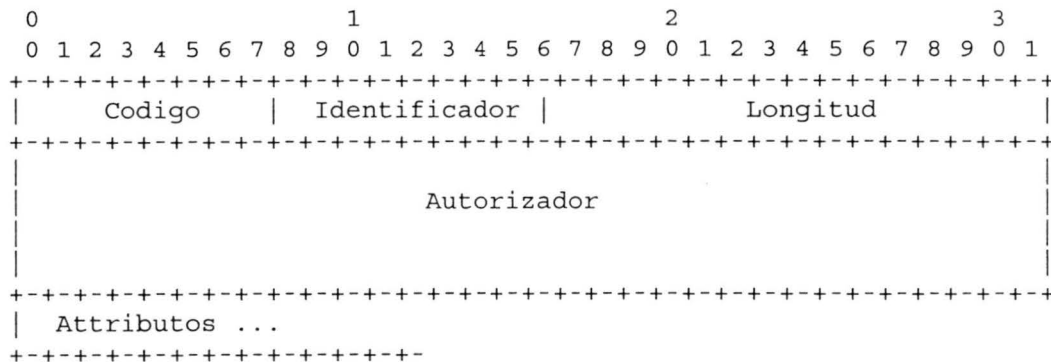 0                   1                   2                   3
 0 1 2 3 4 5 6 7 8 9 0 1 2 3 4 5 6 7 8 9 0 1 2 3 4 5 6 7 8 9 0 1
+-+-+-+-+-+-+-+-+-+-+-+-+-+-+-+-+-+-+-+-+-+-+-+-+-+-+-+-+-+-+-+-+
|     Codigo    | Identificador |            Longitud           |
+-+-+-+-+-+-+-+-+-+-+-+-+-+-+-+-+-+-+-+-+-+-+-+-+-+-+-+-+-+-+-+-+
|                                                               |
|                         Autorizador                           |
|                                                               |
|                                                               |
+-+-+-+-+-+-+-+-+-+-+-+-+-+-+-+-+-+-+-+-+-+-+-+-+-+-+-+-+-+-+-+-+
|  Attributos ...
+-+-+-+-+-+-+-+-+-+-+-+-+-